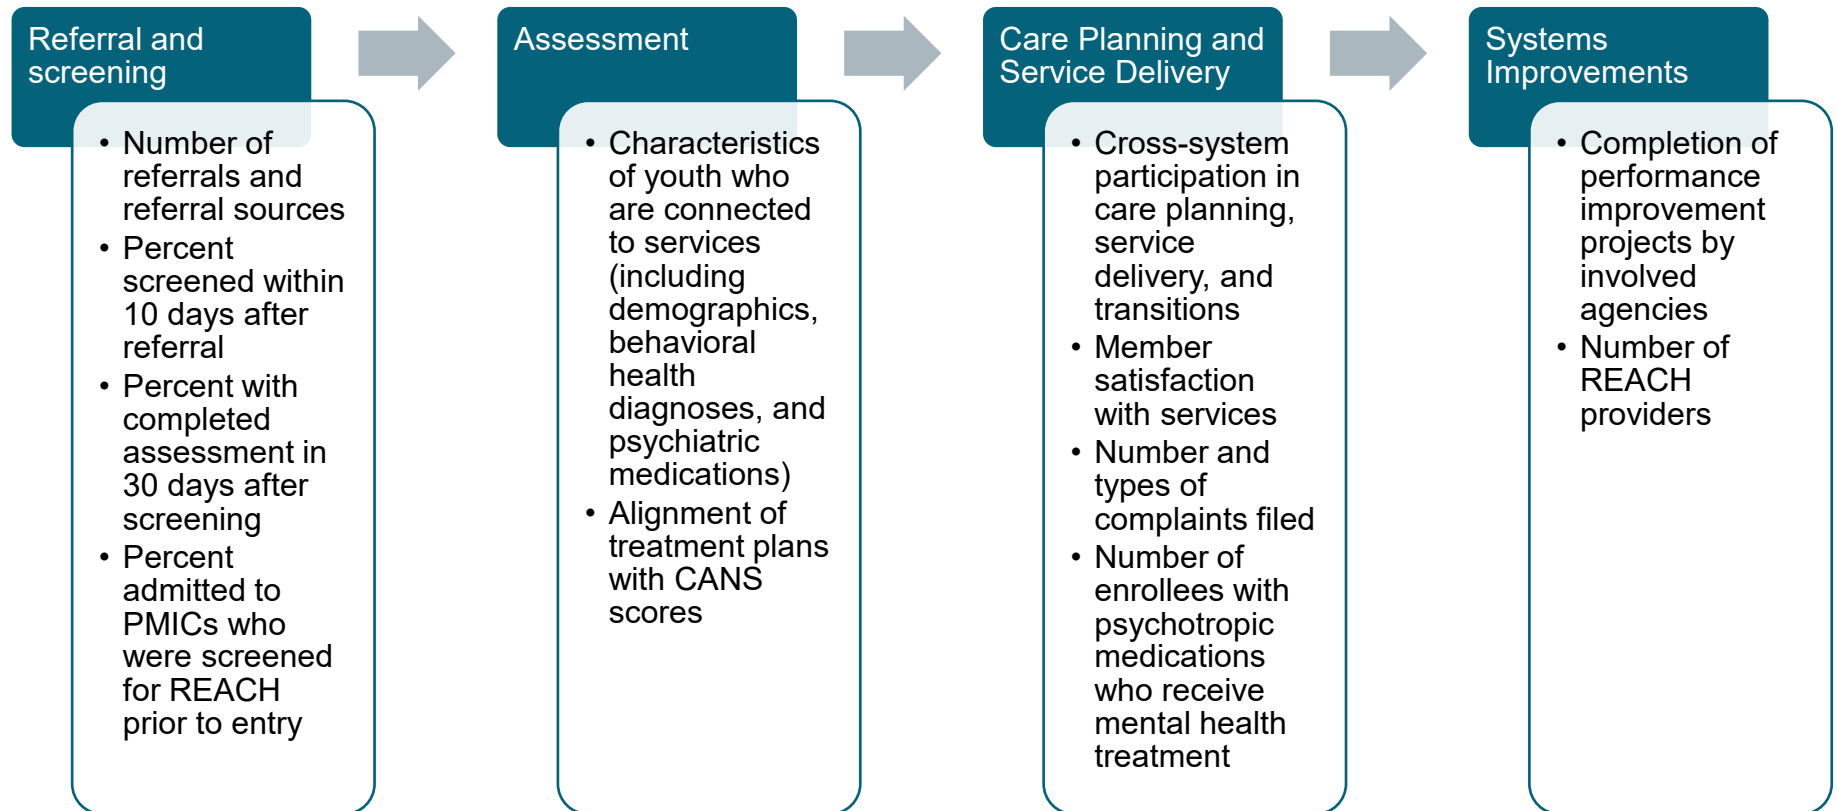 Referral and
screening
• Number of
referrals and
referral sources
• Percent
screened within
10 days after
referral
• Percent with
completed
assessment in
30 days after
screening
• Percent
admitted to
PMICs who
were screened
for REACH
prior to entry
Assessment
• Characteristics
of youth who
are connected
to services
(including
demographics,
behavioral
health
diagnoses, and
psychiatric
medications)
• Alignment of
treatment plans
with CANS
scores
Care Planning and
Service Delivery
• Cross-system
participation in
care planning,
service
delivery, and
transitions
• Member
satisfaction
with services
• Number and
types of
complaints filed
• Number of
enrollees with
psychotropic
medications
who receive
mental health
treatment
Systems
Improvements
• Completion of
performance
improvement
projects by
involved
agencies
• Number of
REACH
providers